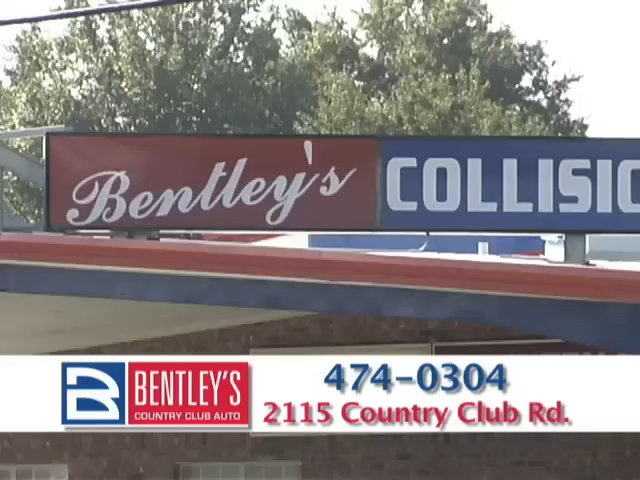 Bentley's COLLISIO
BENTLEY'S
COUNTRY CLUB AUTO
474-0304
2115 Country Club Rd.